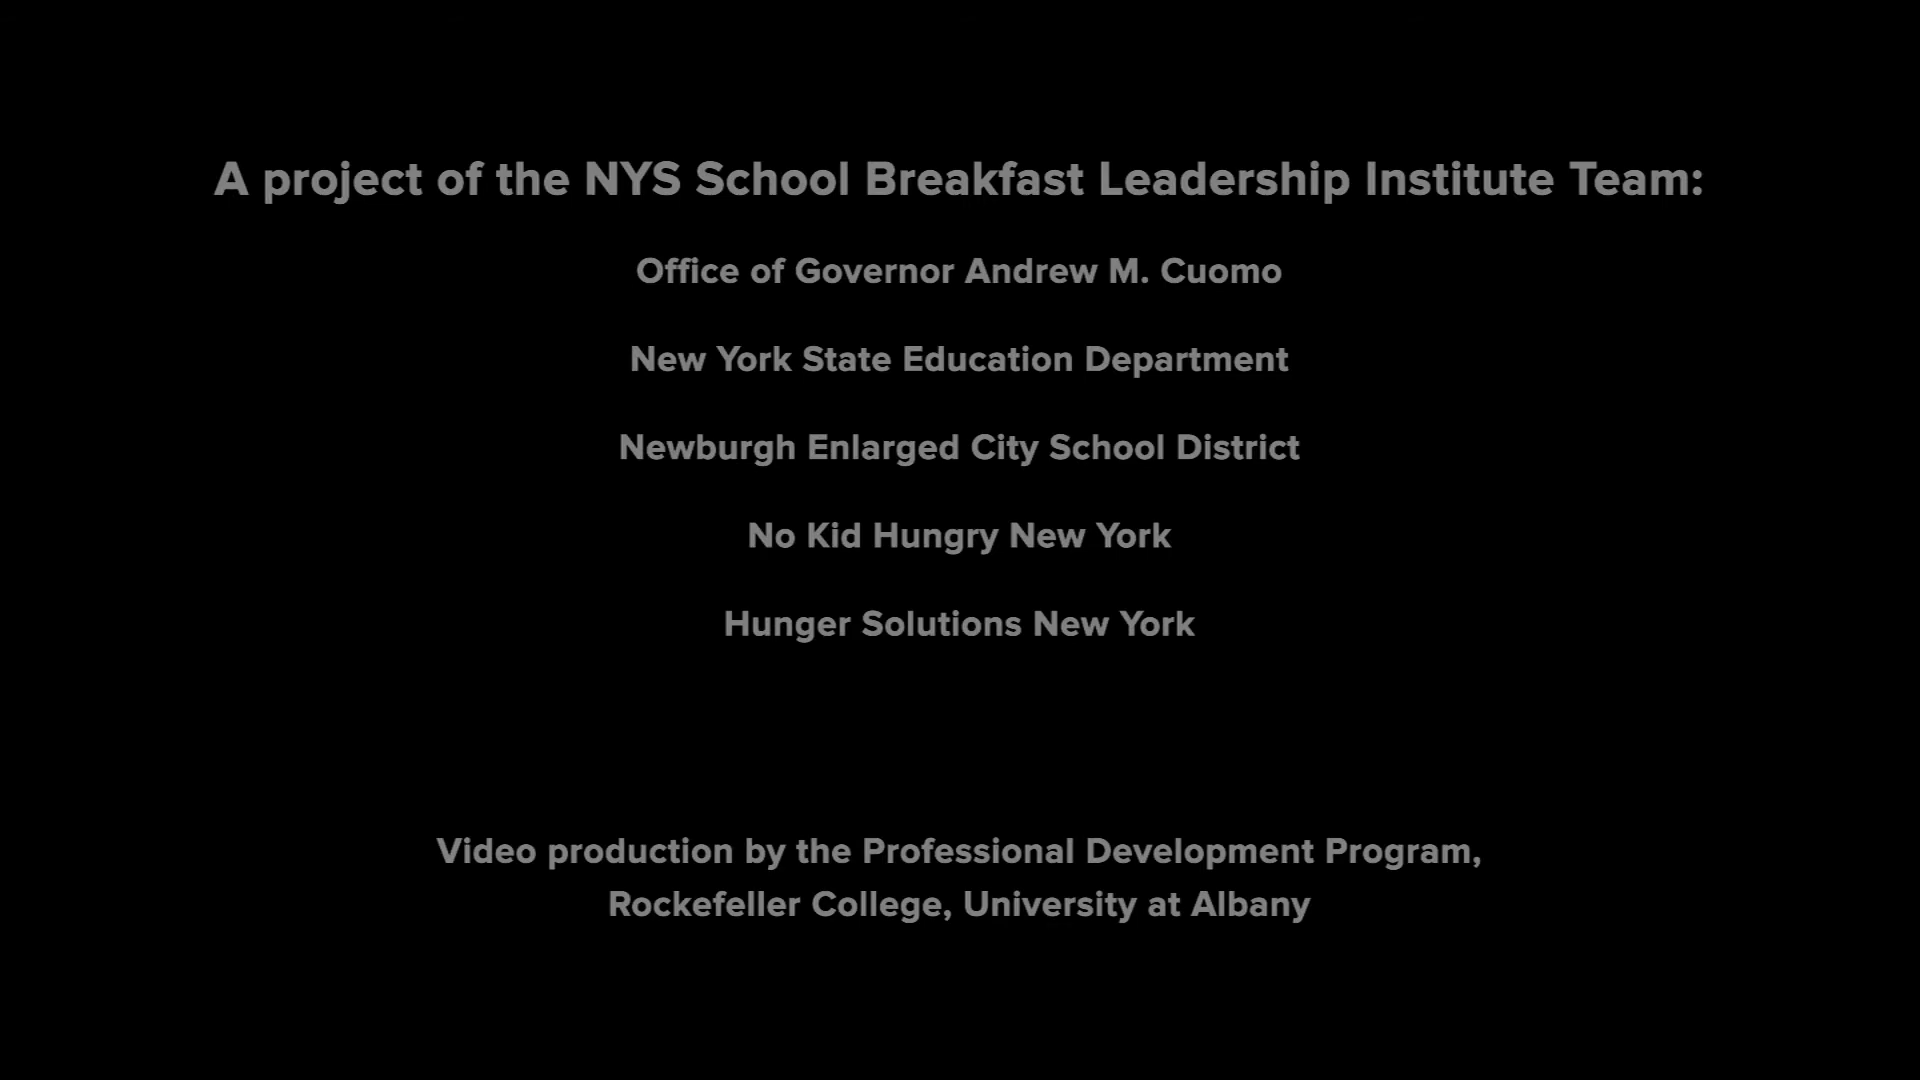 A project of the NYS School Breakfast Leadership Institute Team:
Office of Governor Andrew M. Cuomo
New York State Education Department
Newburgh Enlarged City School District
No Kid Hungry New York
Hunger Solutions New York
Video production by the Professional Development Program,
Rockefeller College, University at Albany